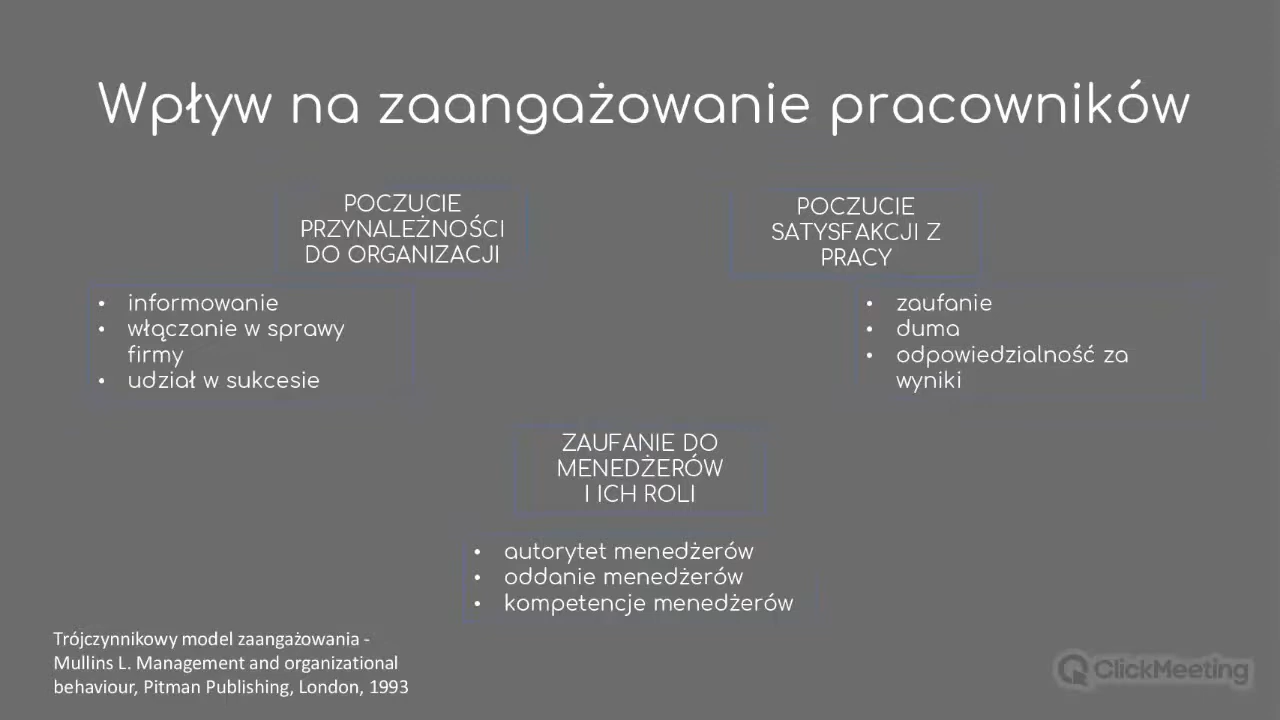 Wpływ na zaangażowanie pracowników
POCZUCIE
PRZYNALEŻNOŚCI
DO ORGANIZACJI
• informowanie
• włączanie w sprawy
firmy
• udział w sukcesie
POCZUCIE
SATYSFAKCJI Z
PRACY
• zaufanie
• duma
• odpowiedzialność za
wyniki
ZAUFANIE DO
MENEDŻERÓW
I ICH ROLI
• autorytet menedżerów
• oddanie menedżerów
• kompetencje menedżerów
Trójczynnikowy model zaangażowania -
Mullins L. Management and organizational
behaviour, Pitman Publishing, London, 1993
ClickMeeting